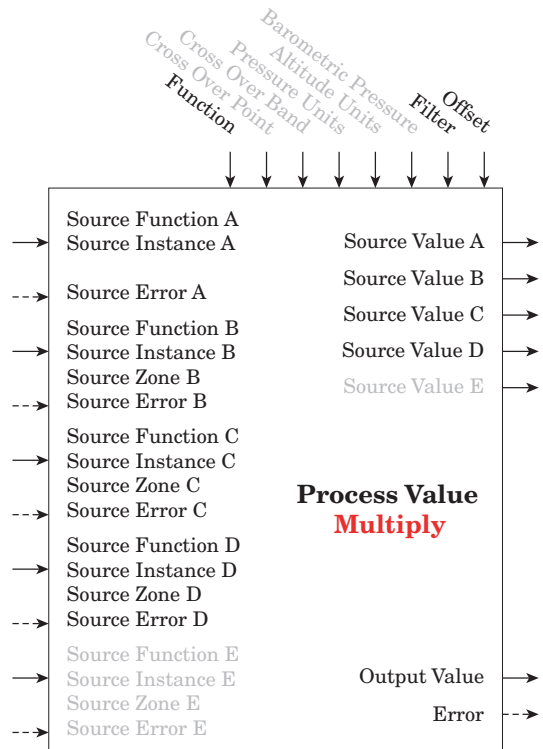 Function
Cross Over Point
Cross Over Band
Pressure Units
Altitude Units
Barometric Pressure
Filter
Offset
Source Function A
Source Instance A
Source Error A
Source Function B
Source Instance B
Source Zone B
Source Error B
Source Function C
Source Instance C
Source Zone C
Source Error C
Source Function D
Source Instance D
Source Zone D
Source Error D
Source Function E
Source Instance E
Source Zone E
Source Error E
Source Value A
Source Value B
Source Value C
Source Value D
Source Value E
Process Value
Multiply
Output Value
Error